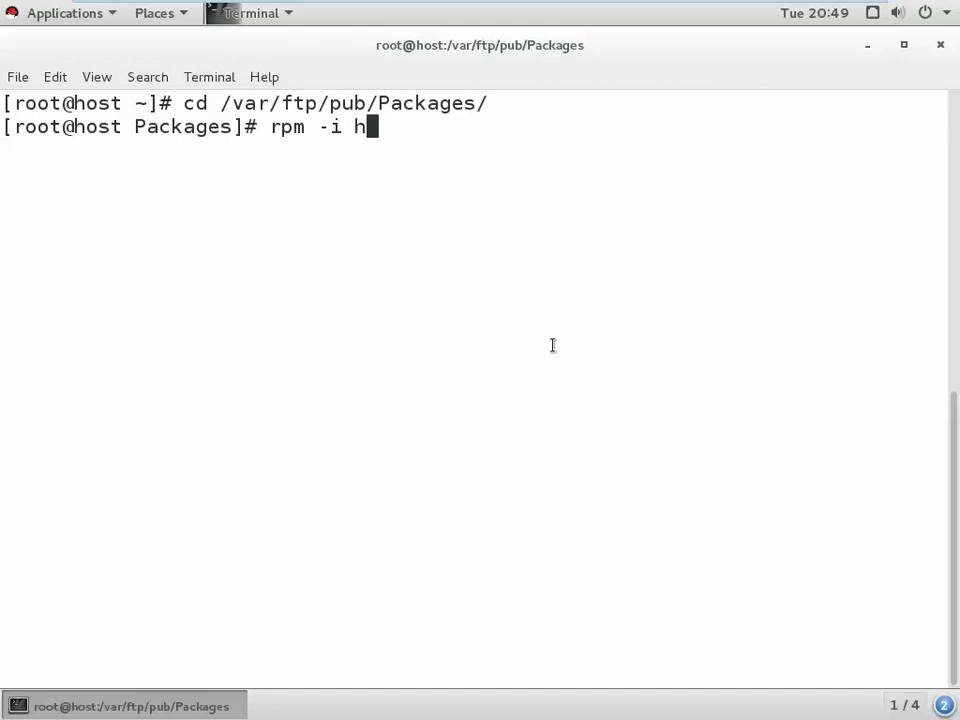 Applications Places Terminal Tue 20:49
root@host:/var/ftp/pub/Packages
File Edit View Search Terminal Help
[root@host ~]# cd /var/ftp/pub/Packages/
[root@host Packages]# rpm -i h
root@host:/var/ftp/pub/Packages 1 / 4 2